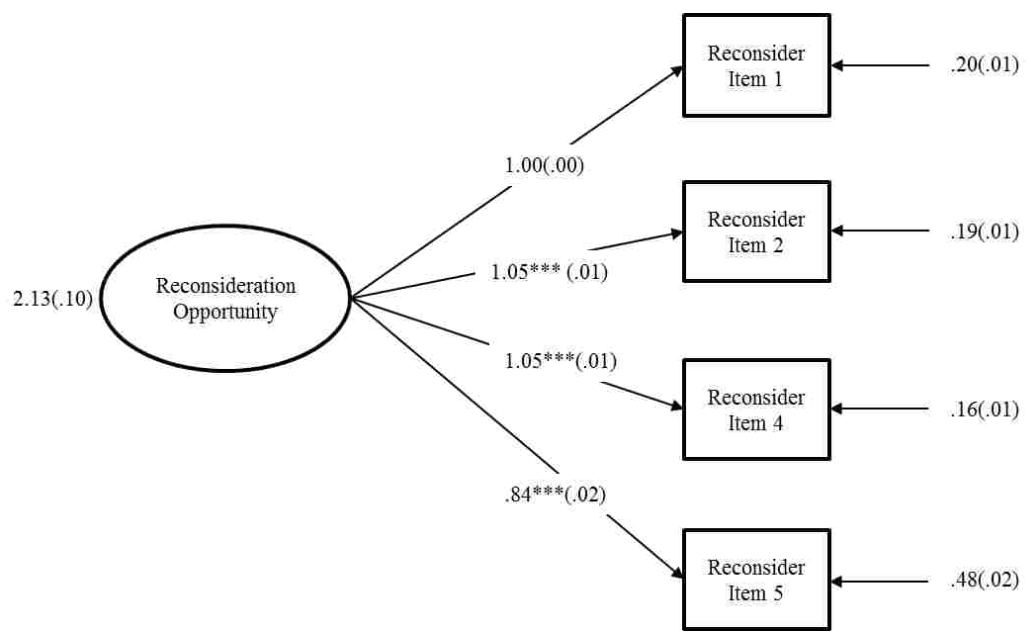 Reconsider
Item 1
.20(.01)
1.00(.00)
Reconsider
Item 2
.19(.01)
1.05*** (.01)
2.13(.10)
Reconsideration
Opportunity
1.05***(.01)
Reconsider
Item 4
.16(.01)
.84***(.02)
Reconsider
Item 5
.48(.02)